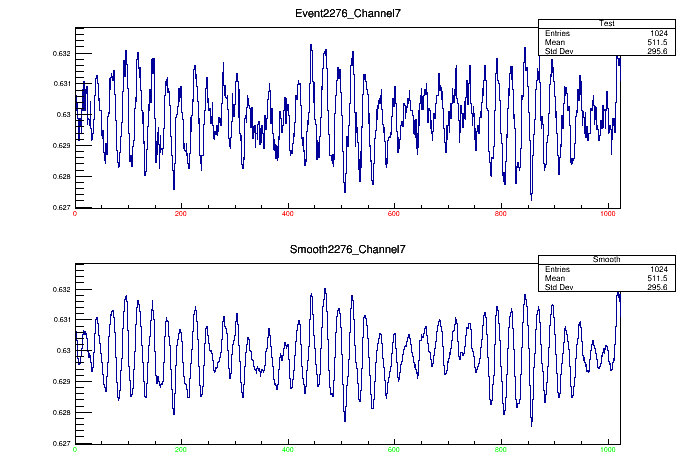 Event2276_Channel7
Test
Entries 1024
Mean 511.5
Std Dev 295.6
0.632
0.631
0.63
0.629
0.628
0.627
0 200 400 600 800 1000
Smooth2276_Channel7
Smooth
Entries 1024
Mean 511.5
Std Dev 295.6
0.632
0.631
0.63
0.629
0.628
0.627
0 200 400 600 800 1000